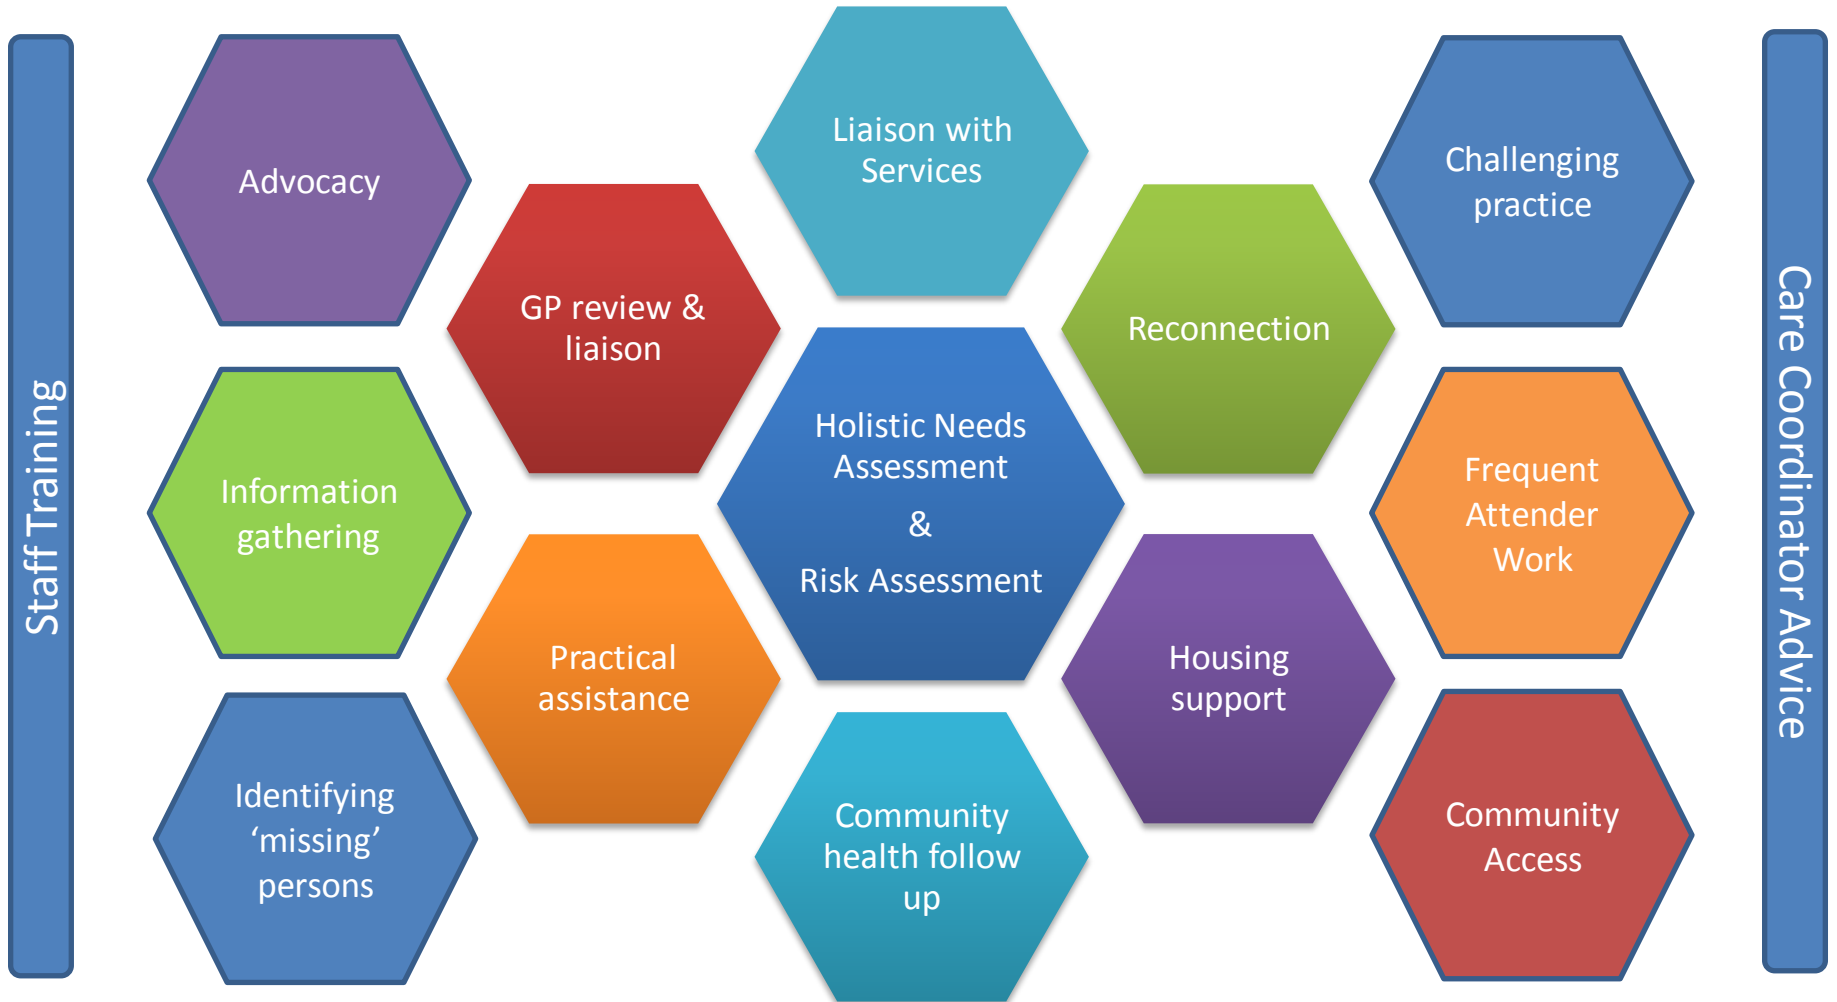 Staff Training
Advocacy
Information
gathering
Identifying
‘missing’
persons
GP review &
liaison
Practical
assistance
Liaison with
Services
Holistic Needs
Assessment
&
Risk Assessment
Community
health follow
up
Reconnection
Housing
support
Challenging
practice
Frequent
Attender
Work
Community
Access
Care Coordinator Advice